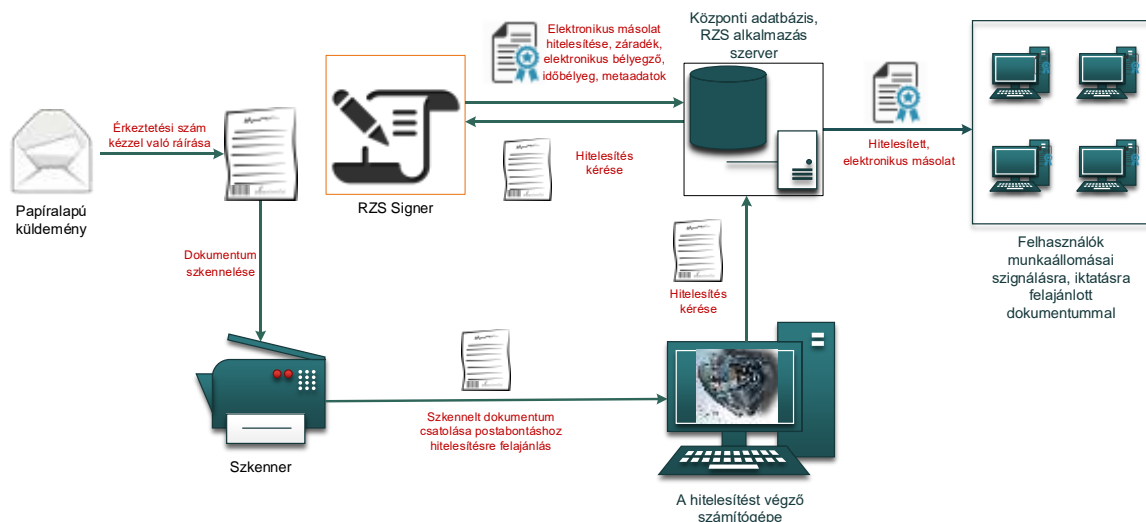 Elektronikus másolat
hitelesítése, záradék,
elektronikus bélyegző,
időbélyeg, metaadatok
Központi adatbázis,
RZS alkalmazás
szerver
Érkeztetési szám
kézzel való ráírása
Hitelesítés
kérése
Hitelesített,
elektronikus másolat
Papíralapú
küldemény
RZS Signer
Dokumentum
szkennelése
Hitelesítés
kérése
Felhasználók
munkaállomásai
szignálásra, iktatásra
felajánlott
dokumentummal
Szkennelt dokumentum
csatolása postabontáshoz
hitelesítésre felajánlás
Szkenner
A hitelesítést végző
számítógépe